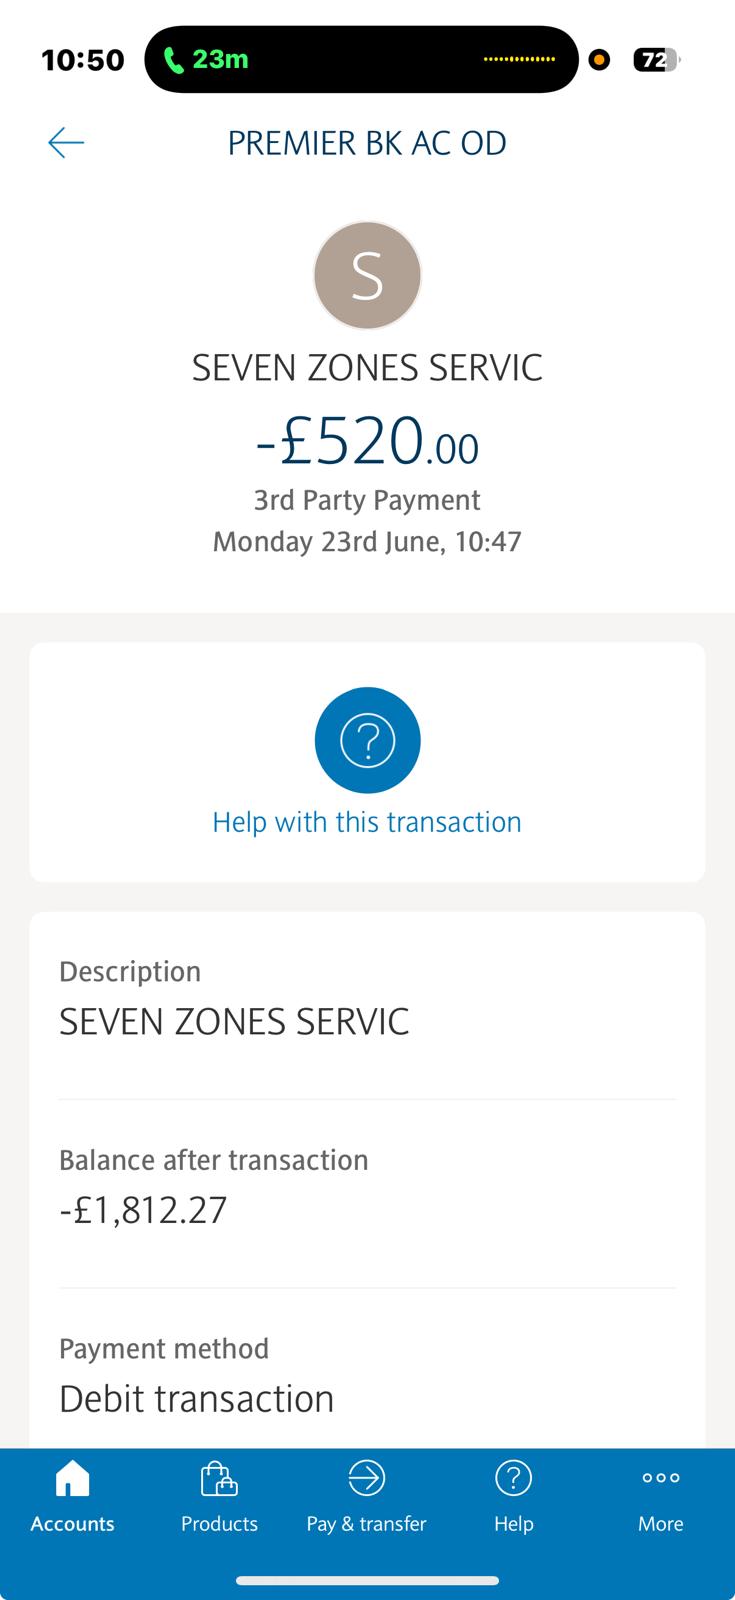 10:50 23m 72
PREMIER BK AC OD
S
SEVEN ZONES SERVIC
-£520.00
3rd Party Payment
Monday 23rd June, 10:47
?
Help with this transaction
Description
SEVEN ZONES SERVIC
Balance after transaction
-£1,812.27
Payment method
Debit transaction
Accounts Products Pay & transfer Help More